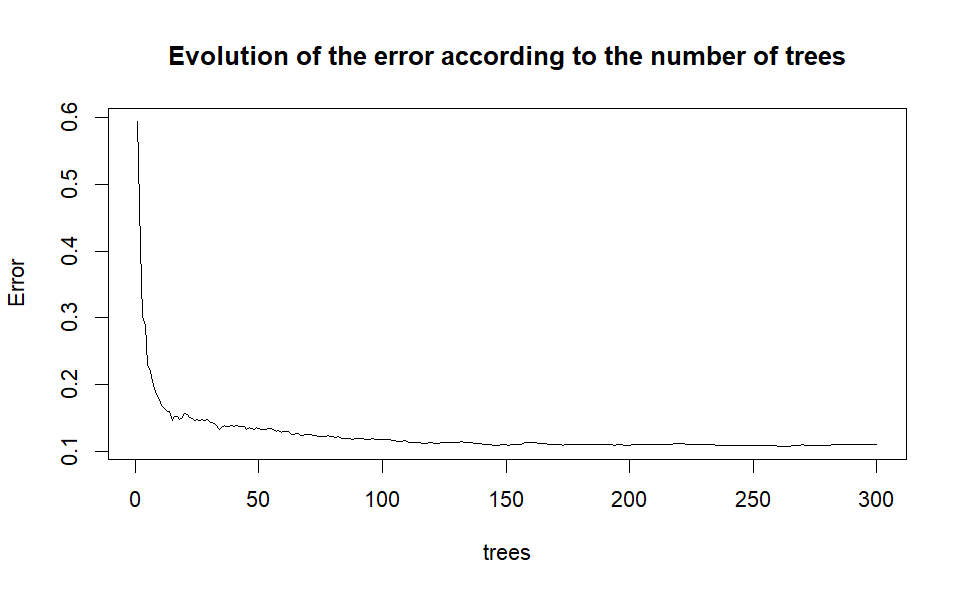 Evolution of the error according to the number of trees
Error
0.6
0.5
0.4
0.3
0.2
0.1
0 50 100 150 200 250 300
trees